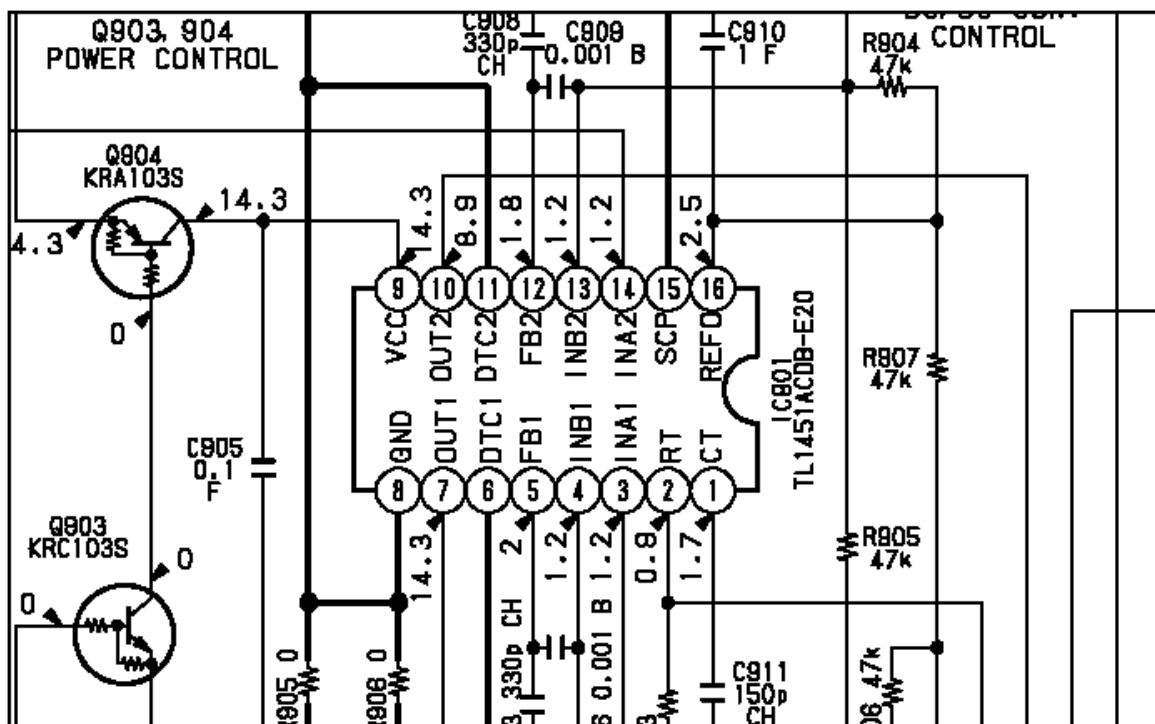 Q903, 904
POWER CONTROL
C908
330p
CH
C909
0.001 B
C910
1 F
CONTROL
R904
47k
Q904
KRA103S
14.3
4.3
0
14.3
8.9
1.8
1.2
1.2
2.5
9
10
11
12
13
14
15
16
VCC
OUT2
DTC2
FB2
INB2
INA2
SCP
REFO
IC901
TL1451ACDB-E20
R907
47k
GND
OUT1
DTC1
FB1
INB1
INA1
RT
CT
8
7
6
5
4
3
2
1
C905
0.1
F
14.3
2
1.2
1.2
0.9
1.7
R905
47k
Q903
KRC103S
0
0
CH
330p
0.001 B
C911
150p
CH
47k
0
0